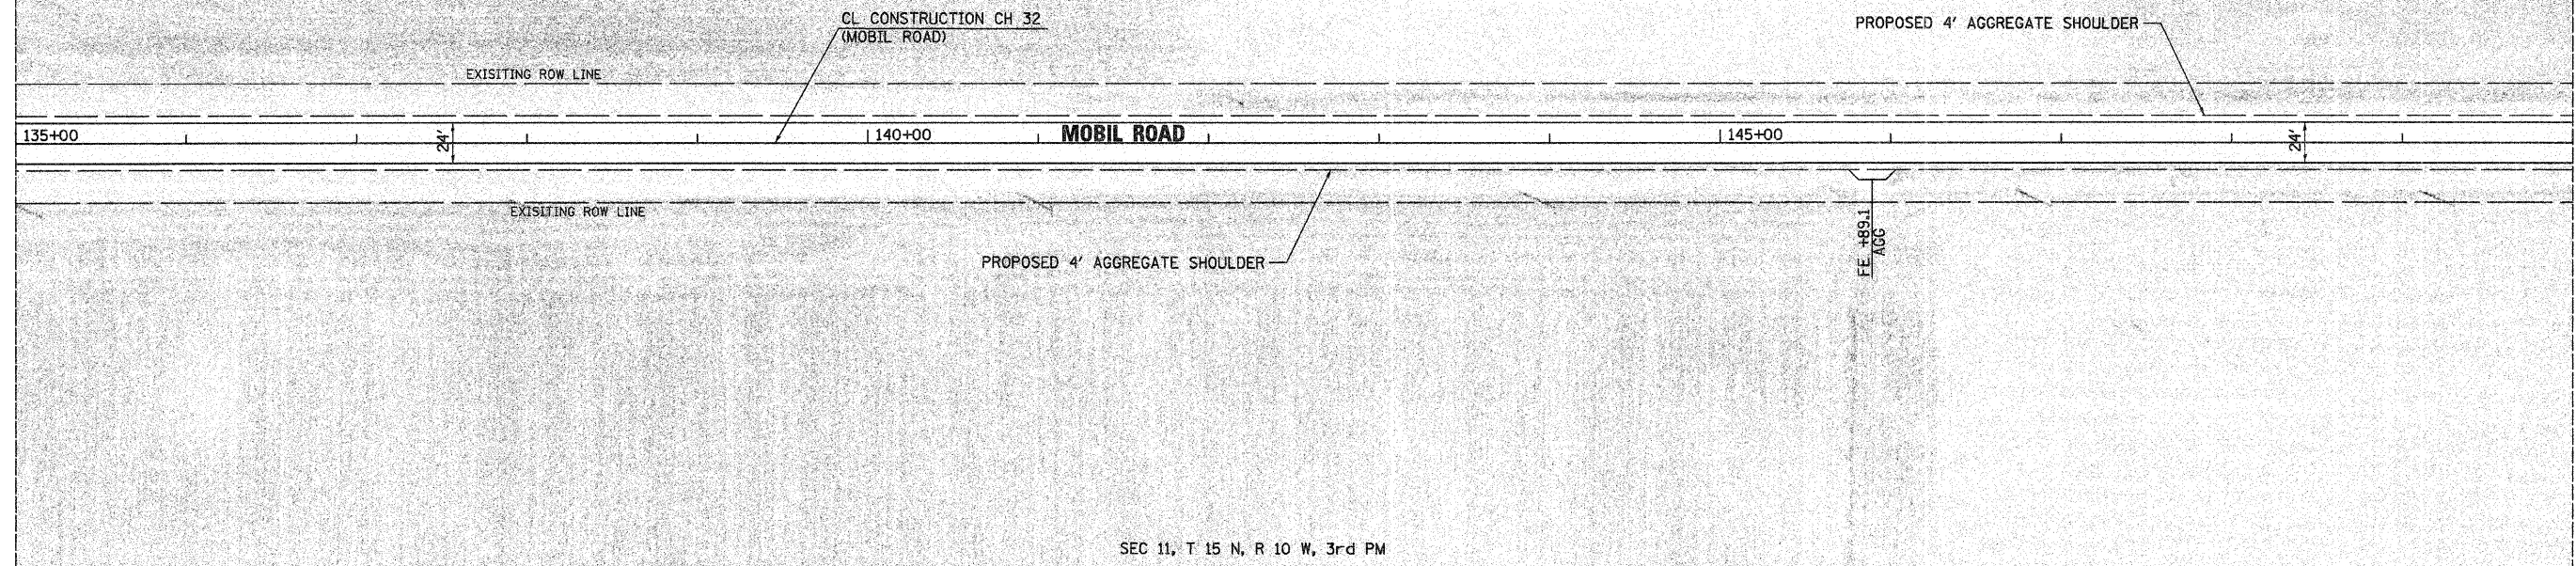 CL CONSTRUCTION CH 32
(MOBIL ROAD)
PROPOSED 4' AGGREGATE SHOULDER
EXISITING ROW LINE
135+00
24'
140+00
MOBIL ROAD
145+00
24'
EXISITING ROW LINE
PROPOSED 4' AGGREGATE SHOULDER
FE +89.1
AGG
SEC 11, T 15 N, R 10 W, 3rd PM